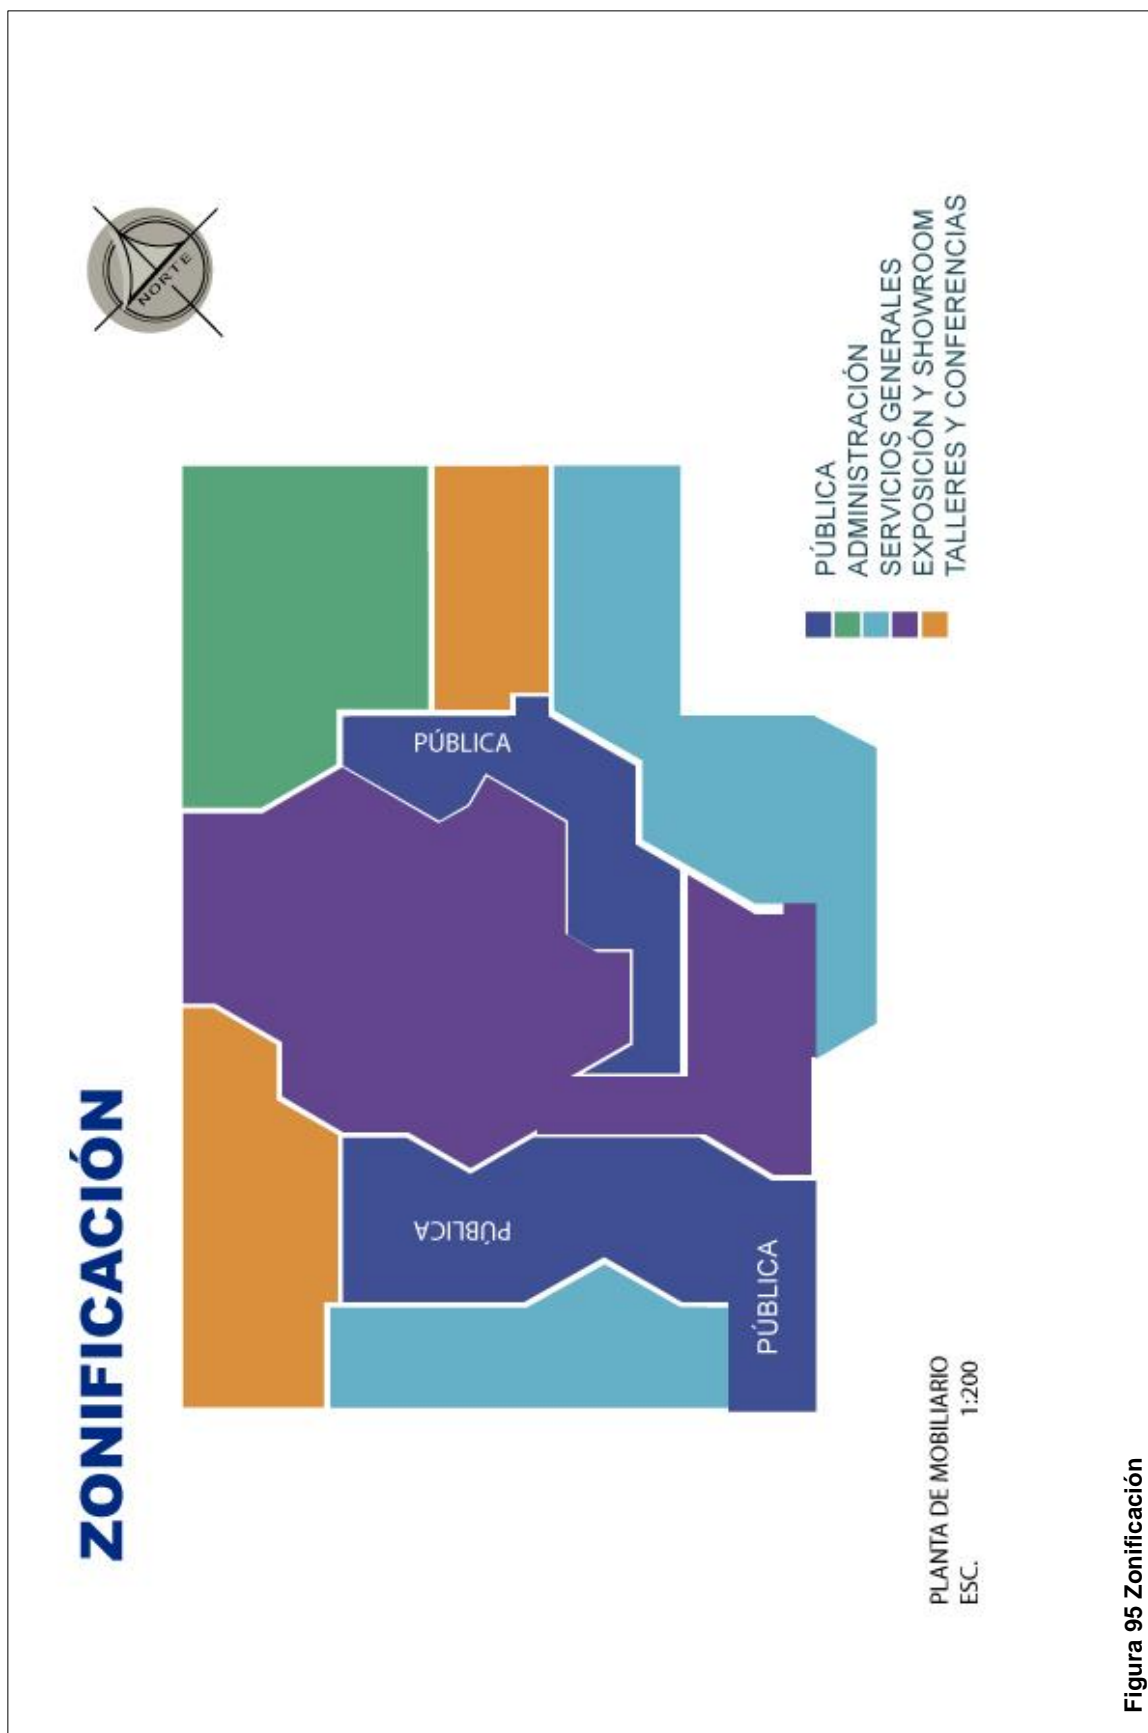 ZONIFICACIÓN
NORTE
PÚBLICA
PÚBLICA
PÚBLICA
PÚBLICA
ADMINISTRACIÓN
SERVICIOS GENERALES
EXPOSICIÓN Y SHOWROOM
TALLERES Y CONFERENCIAS
PLANTA DE MOBILIARIO
ESC. 1:200
Figura 95 Zonificación